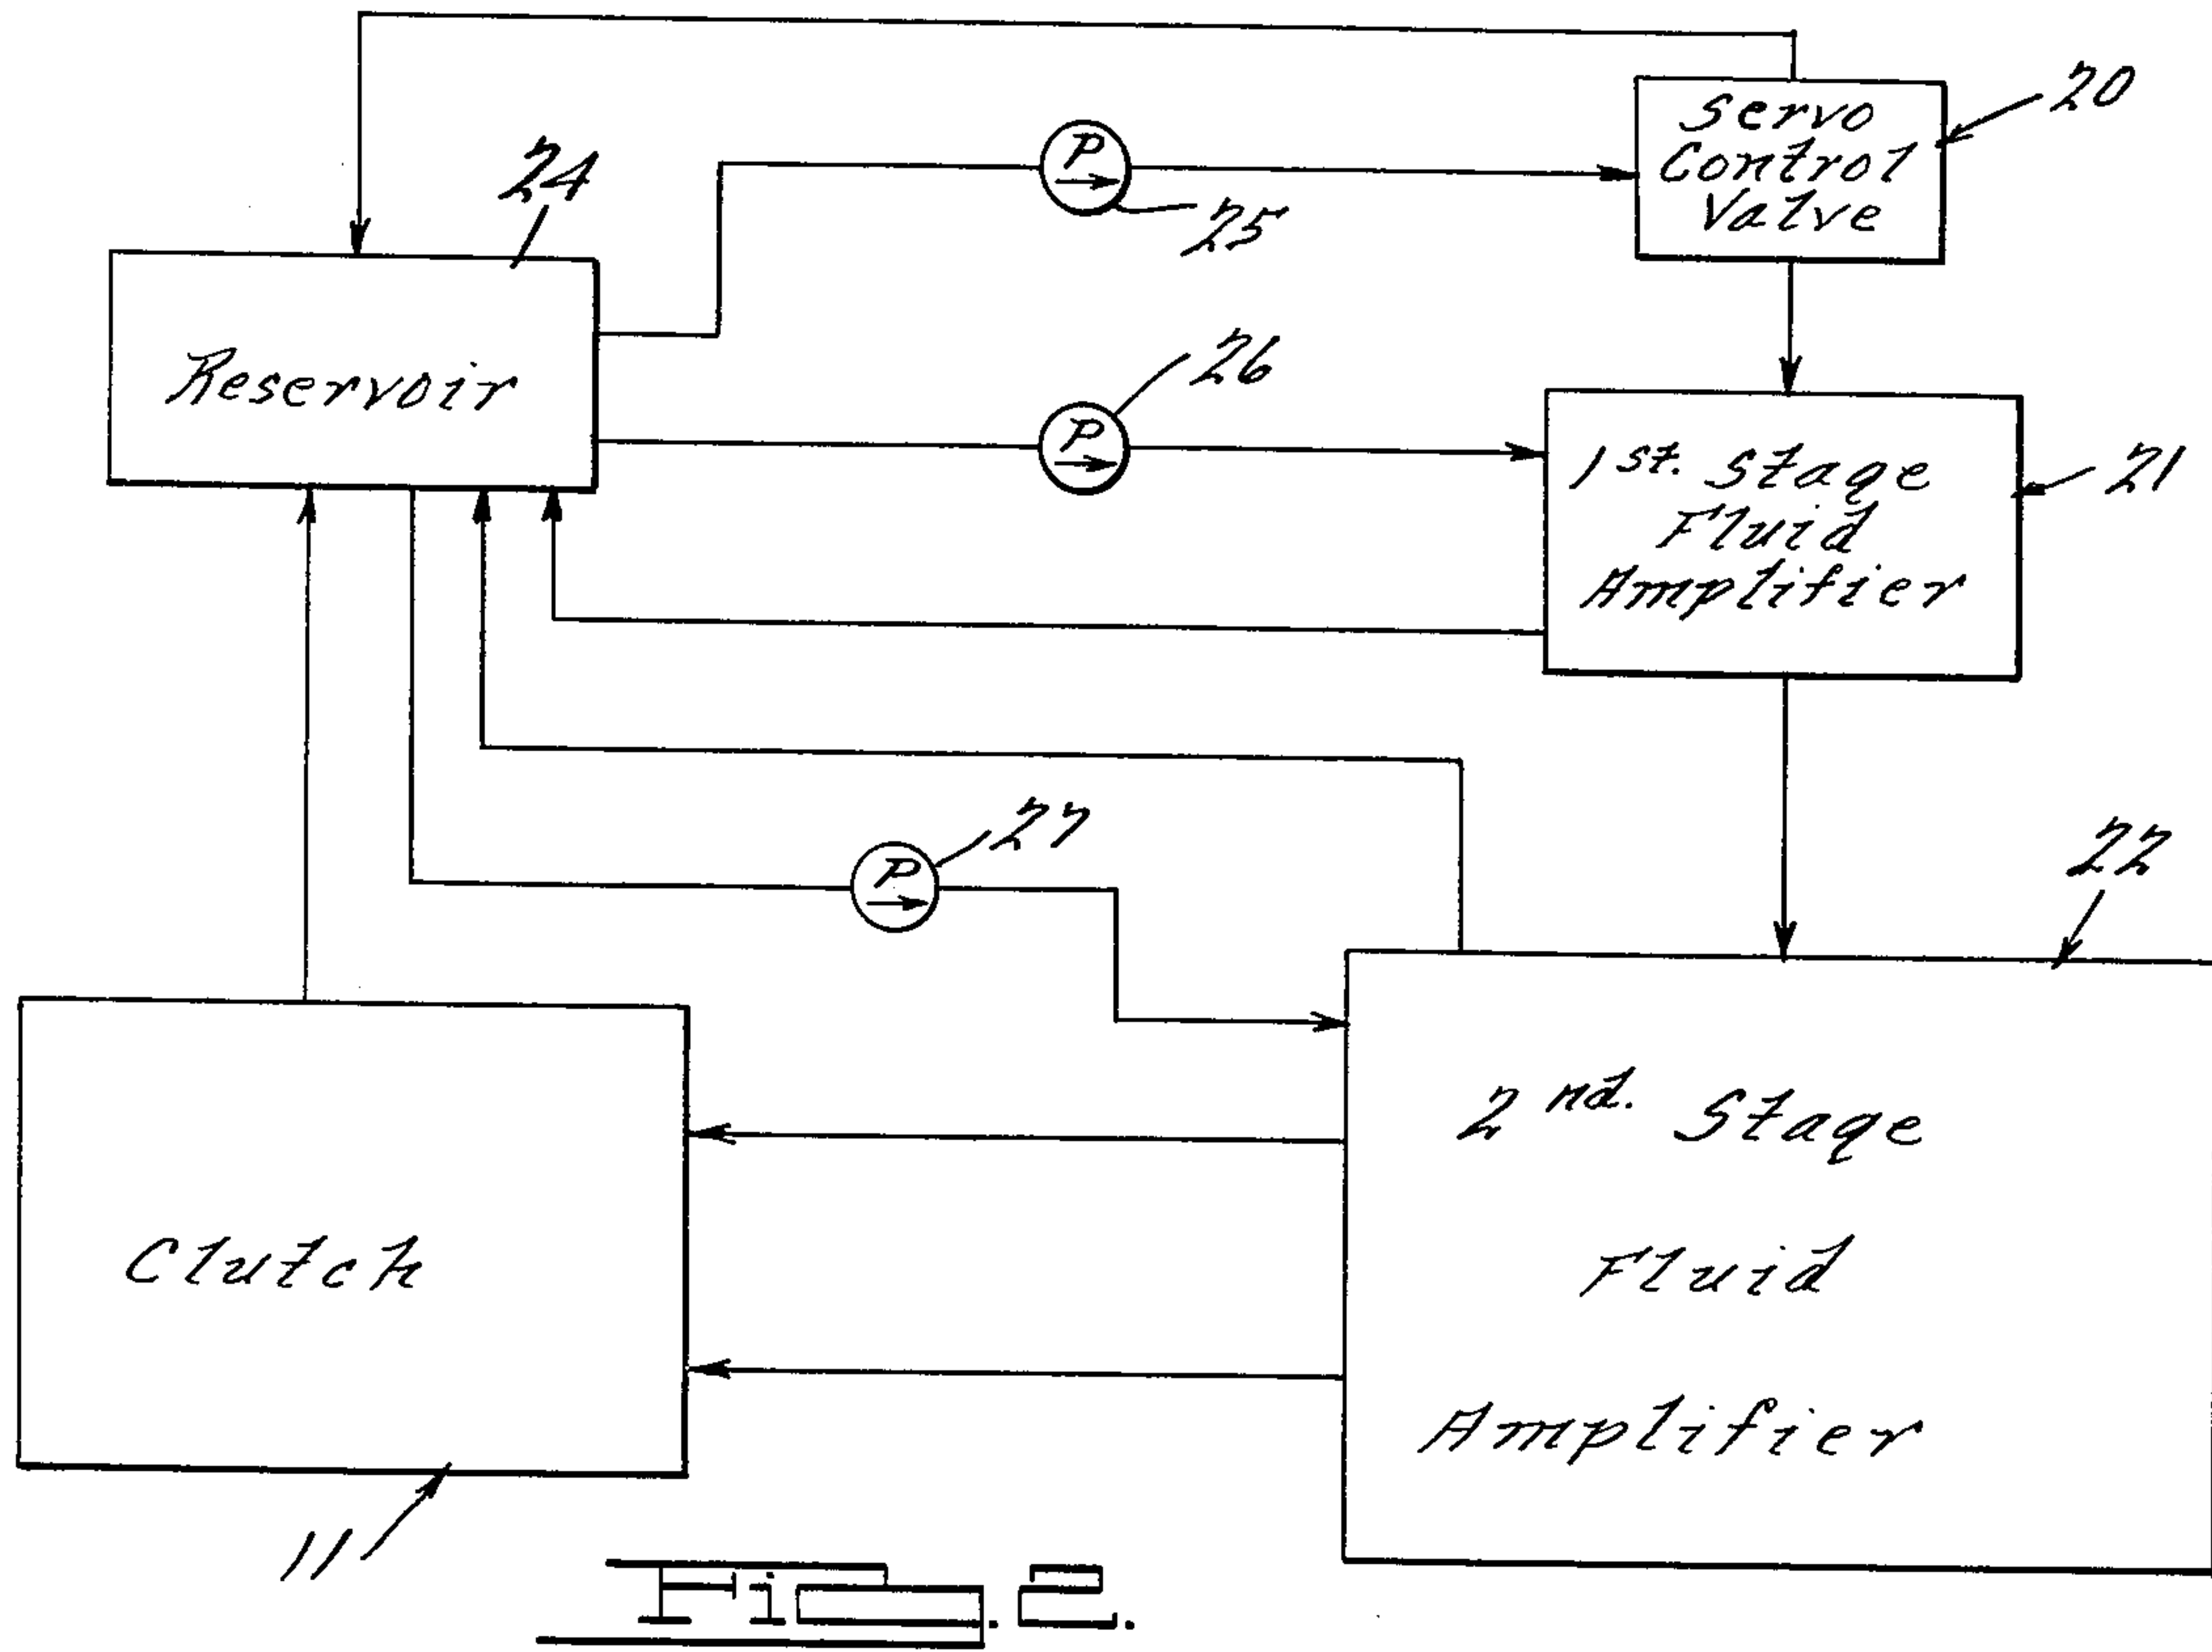 Servo
Control
Valve
20
P
25
24
Reservoir
P
26
1st. Stage
Fluid
Amplifier
21
P
27
22
2nd. Stage
Fluid
Amplifier
Clutch
11
Fig. 2.